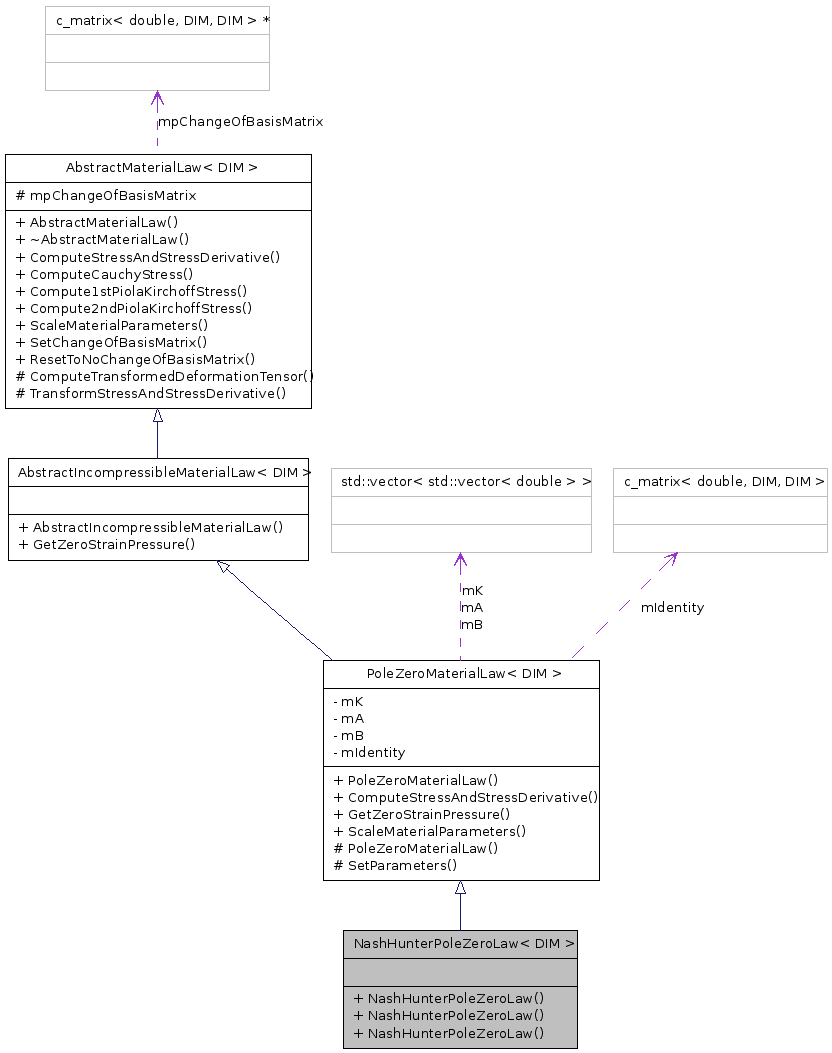 c_matrix< double, DIM, DIM > *
mpChangeOfBasisMatrix
AbstractMaterialLaw< DIM >
# mpChangeOfBasisMatrix
+ AbstractMaterialLaw()
+ ~AbstractMaterialLaw()
+ ComputeStressAndStressDerivative()
+ ComputeCauchyStress()
+ Compute1stPiolaKirchoffStress()
+ Compute2ndPiolaKirchoffStress()
+ ScaleMaterialParameters()
+ SetChangeOfBasisMatrix()
+ ResetToNoChangeOfBasisMatrix()
# ComputeTransformedDeformationTensor()
# TransformStressAndStressDerivative()
AbstractIncompressibleMaterialLaw< DIM >
+ AbstractIncompressibleMaterialLaw()
+ GetZeroStrainPressure()
std::vector< std::vector< double > >
c_matrix< double, DIM, DIM >
mK
mA
mB
mIdentity
PoleZeroMaterialLaw< DIM >
- mK
- mA
- mB
- mIdentity
+ PoleZeroMaterialLaw()
+ ComputeStressAndStressDerivative()
+ GetZeroStrainPressure()
+ ScaleMaterialParameters()
# PoleZeroMaterialLaw()
# SetParameters()
NashHunterPoleZeroLaw< DIM >
+ NashHunterPoleZeroLaw()
+ NashHunterPoleZeroLaw()
+ NashHunterPoleZeroLaw()